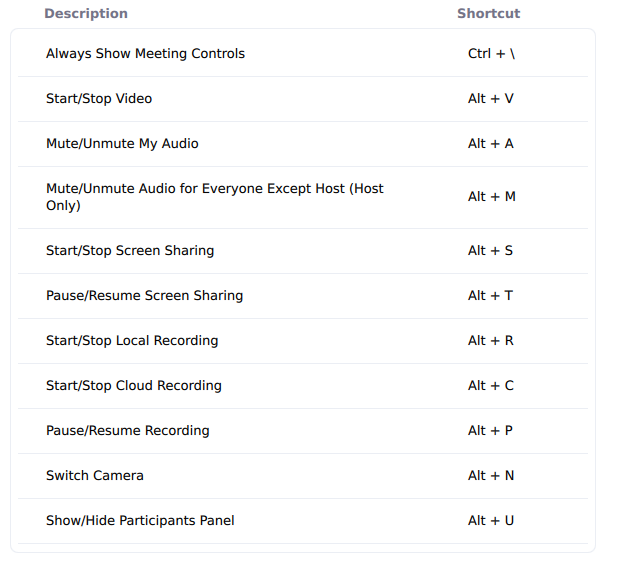 Description Shortcut
Always Show Meeting Controls Ctrl + \
Start/Stop Video Alt + V
Mute/Unmute My Audio Alt + A
Mute/Unmute Audio for Everyone Except Host (Host
Only) Alt + M
Start/Stop Screen Sharing Alt + S
Pause/Resume Screen Sharing Alt + T
Start/Stop Local Recording Alt + R
Start/Stop Cloud Recording Alt + C
Pause/Resume Recording Alt + P
Switch Camera Alt + N
Show/Hide Participants Panel Alt + U